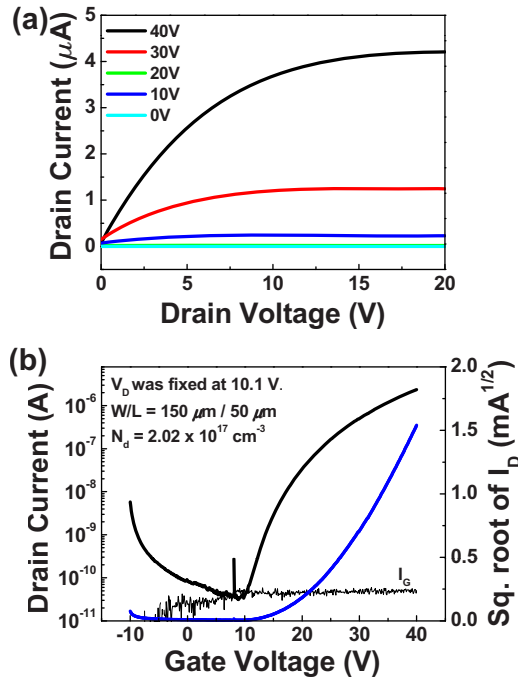 (a)
5
4
3
2
1
0
Drain Current (μA)
40V
30V
20V
10V
0V
0 5 10 15 20
Drain Voltage (V)
(b)
V_D was fixed at 10.1 V.
W/L = 150 μm / 50 μm
N_d = 2.02 x 10^17 cm^-3
10^-6
10^-7
10^-8
10^-9
10^-10
10^-11
Drain Current (A)
I_G
2.0
1.5
1.0
0.5
0.0
Sq. root of I_D (mA^1/2)
-10 0 10 20 30 40
Gate Voltage (V)